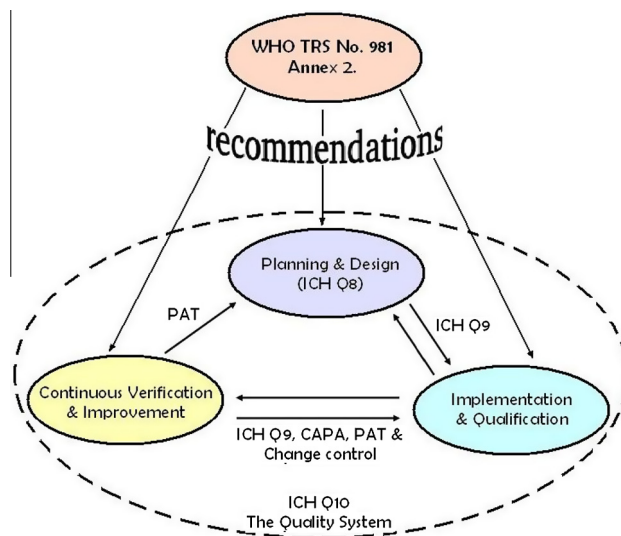 WHO TRS No. 981
Annex 2.
recommendations
Planning & Design
(ICH Q8)
PAT
ICH Q9
Continuous Verification
& Improvement
Implementation
& Qualification
ICH Q9, CAPA, PAT &
Change control
ICH Q10
The Quality System